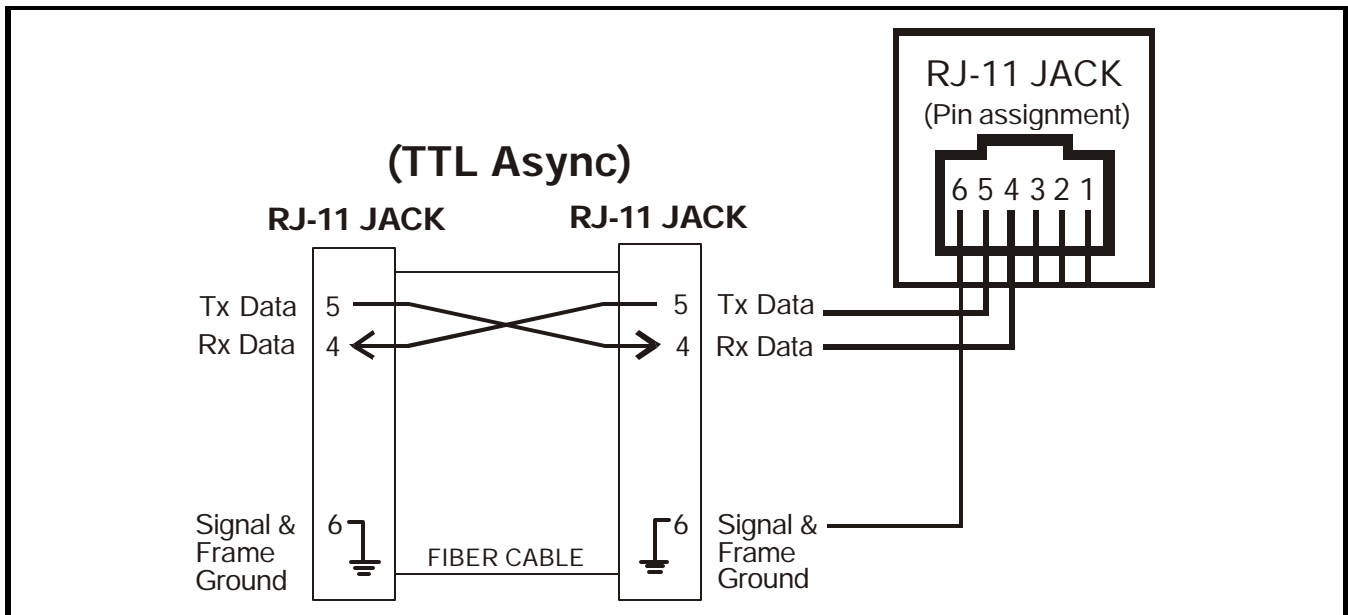 RJ-11 JACK
(Pin assignment)
6 5 4 3 2 1
(TTL Async)
RJ-11 JACK
RJ-11 JACK
Tx Data 5
5 Tx Data
Rx Data 4
4 Rx Data
Signal &
Frame
Ground
6
FIBER CABLE
6
Signal &
Frame
Ground